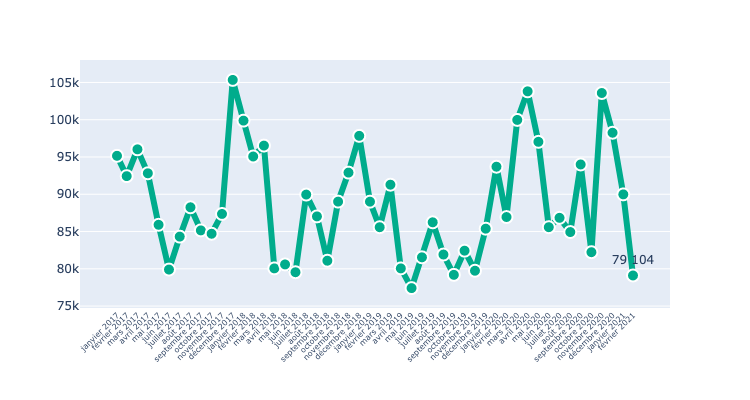 105k
100k
95k
90k
85k
80k
75k
79,104
janvier 2017
février 2017
mars 2017
avril 2017
mai 2017
juin 2017
juillet 2017
août 2017
septembre 2017
octobre 2017
novembre 2017
décembre 2017
janvier 2018
février 2018
mars 2018
avril 2018
mai 2018
juin 2018
juillet 2018
août 2018
septembre 2018
octobre 2018
novembre 2018
décembre 2018
janvier 2019
février 2019
mars 2019
avril 2019
mai 2019
juin 2019
juillet 2019
août 2019
septembre 2019
octobre 2019
novembre 2019
décembre 2019
janvier 2020
février 2020
mars 2020
avril 2020
mai 2020
juin 2020
juillet 2020
août 2020
septembre 2020
octobre 2020
novembre 2020
décembre 2020
janvier 2021
février 2021